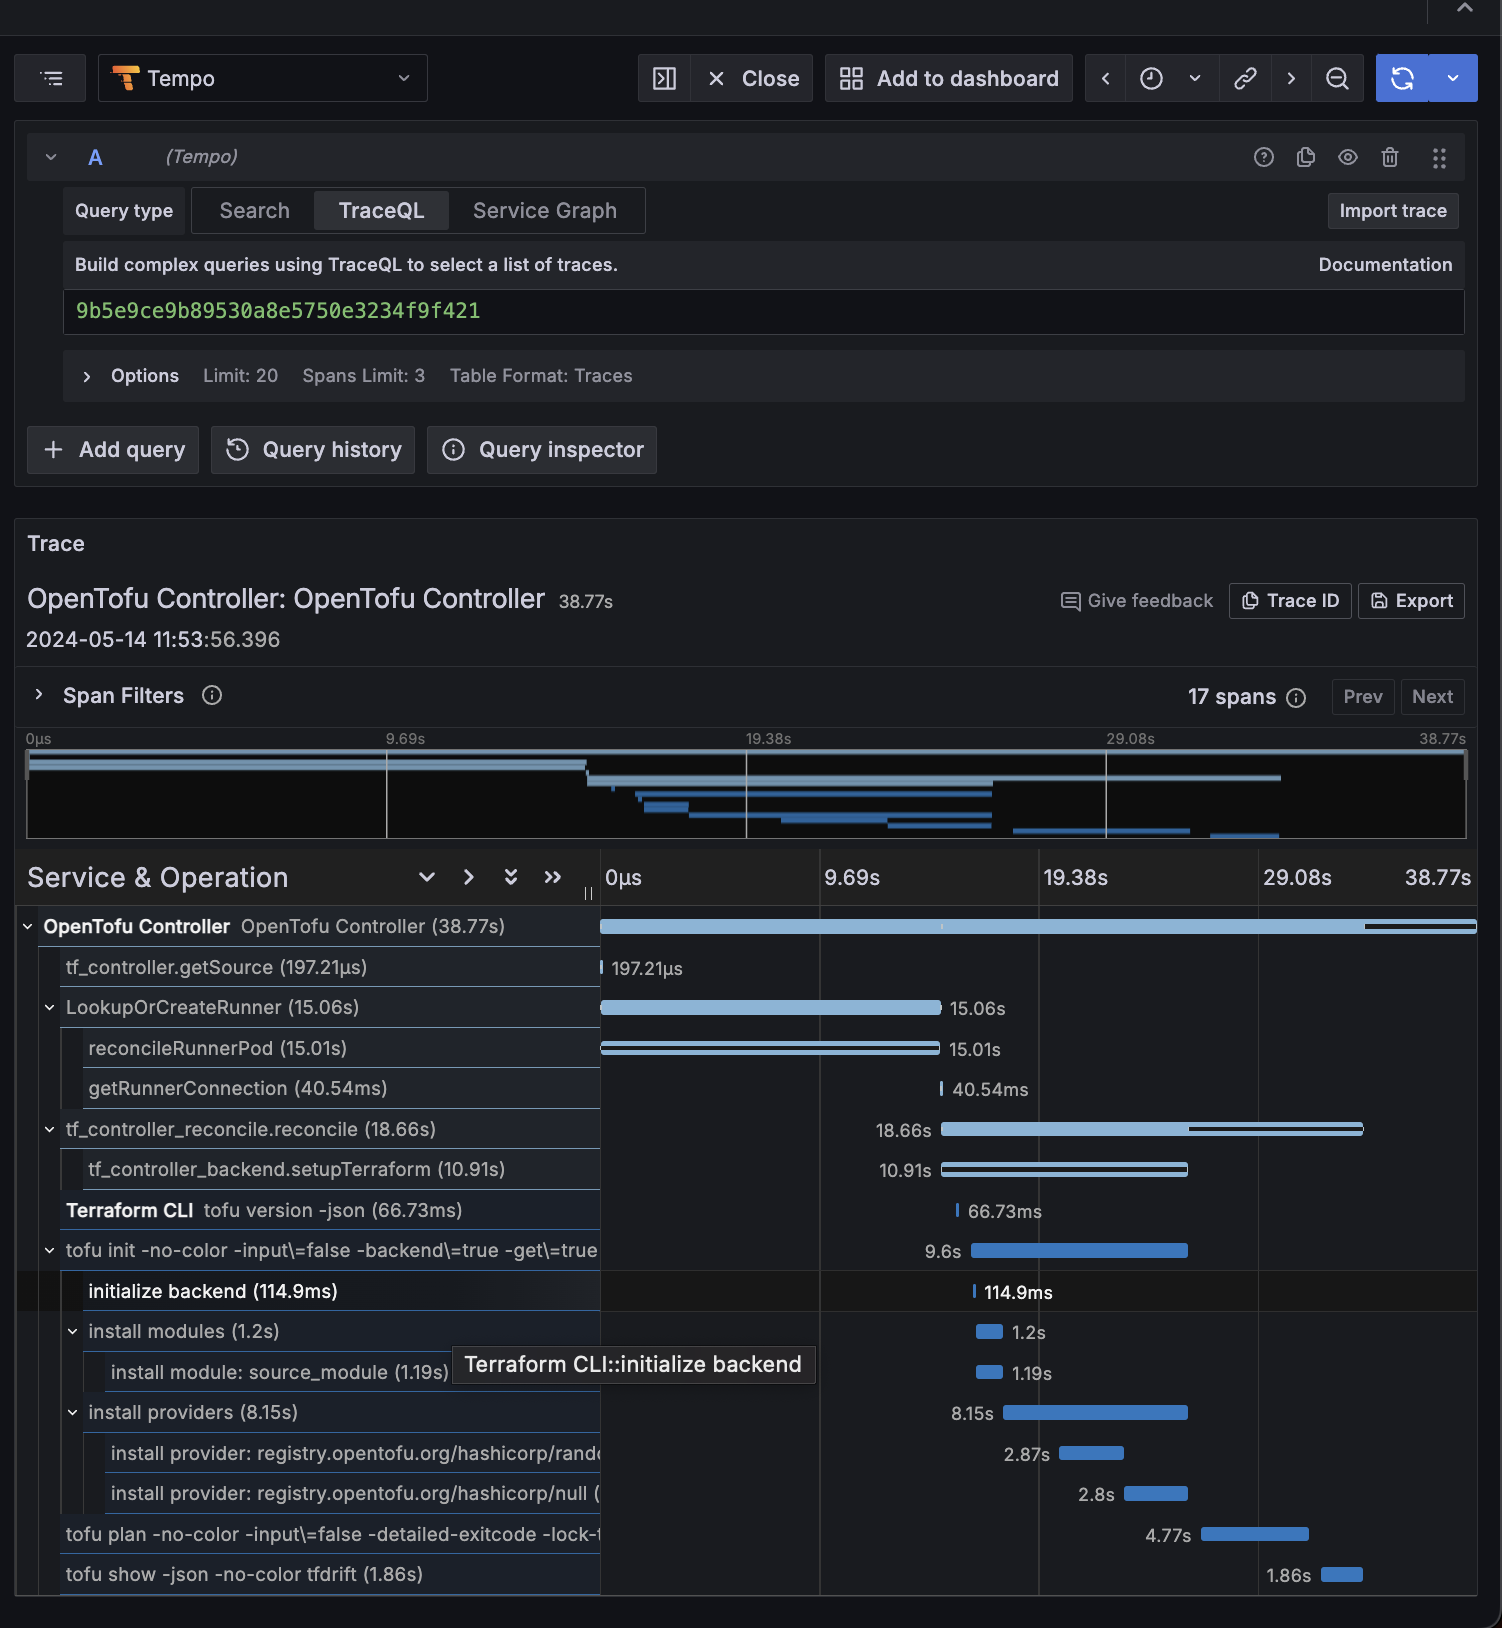 Tempo
Close
Add to dashboard
A (Tempo)
Query type Search TraceQL Service Graph Import trace
Build complex queries using TraceQL to select a list of traces. Documentation
9b5e9ce9b89530a8e5750e3234f9f421
Options Limit: 20 Spans Limit: 3 Table Format: Traces
Add query Query history Query inspector
Trace
OpenTofu Controller: OpenTofu Controller 38.77s
Give feedback Trace ID Export
2024-05-14 11:53:56.396
Span Filters 17 spans Prev Next
0μs 9.69s 19.38s 29.08s 38.77s
Service & Operation 0μs 9.69s 19.38s 29.08s 38.77s
OpenTofu Controller OpenTofu Controller (38.77s)
tf_controller.getSource (197.21μs) 197.21μs
LookupOrCreateRunner (15.06s) 15.06s
reconcileRunnerPod (15.01s) 15.01s
getRunnerConnection (40.54ms) 40.54ms
tf_controller_reconcile.reconcile (18.66s) 18.66s
tf_controller_backend.setupTerraform (10.91s) 10.91s
Terraform CLI tofu version -json (66.73ms) 66.73ms
tofu init -no-color -input\=false -backend\=true -get\=true 9.6s
initialize backend (114.9ms) 114.9ms
install modules (1.2s) 1.2s
Terraform CLI::initialize backend
install module: source_module (1.19s) 1.19s
install providers (8.15s) 8.15s
install provider: registry.opentofu.org/hashicorp/rando 2.87s
install provider: registry.opentofu.org/hashicorp/null ( 2.8s
tofu plan -no-color -input\=false -detailed-exitcode -lock-t 4.77s
tofu show -json -no-color tfdrift (1.86s) 1.86s